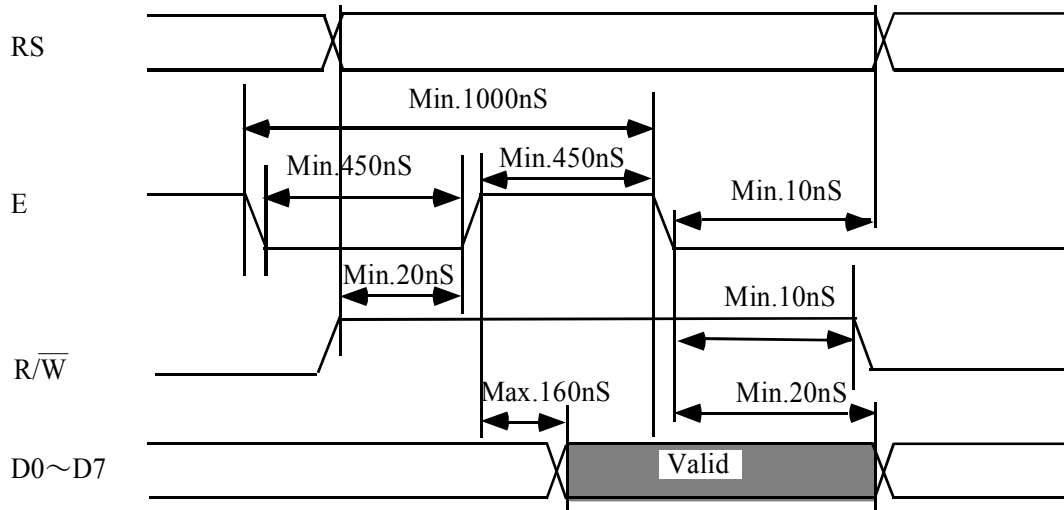 RS
Min.1000nS
Min.450nS
Min.450nS
E
Min.10nS
Min.20nS
Min.10nS
R/W̅
Max.160nS
Min.20nS
D0～D7
Valid